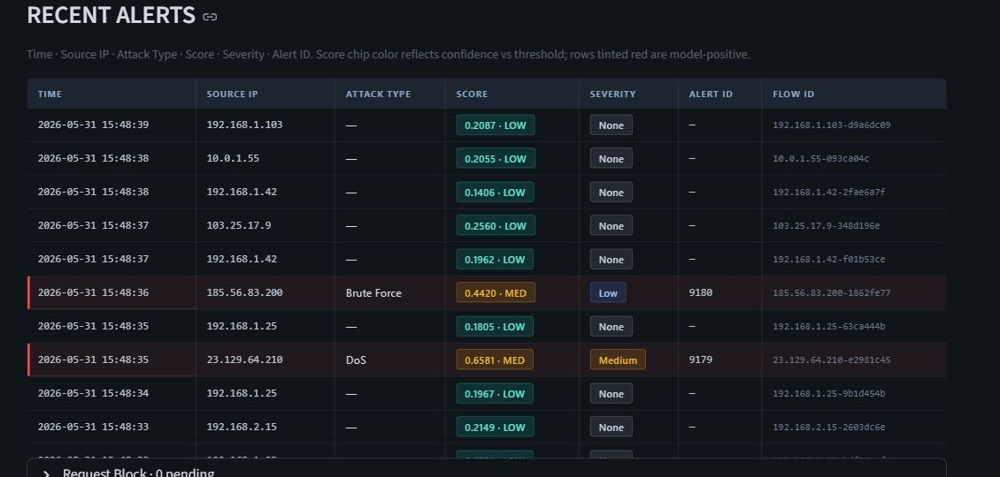 RECENT ALERTS
Time · Source IP · Attack Type · Score · Severity · Alert ID. Score chip color reflects confidence vs threshold; rows tinted red are model-positive.
TIME SOURCE IP ATTACK TYPE SCORE SEVERITY ALERT ID FLOW ID
2026-05-31 15:48:39 192.168.1.103 — 0.2087 · LOW None — 192.168.1.103-d9a6dc09
2026-05-31 15:48:38 10.0.1.55 — 0.2055 · LOW None — 10.0.1.55-093ca04c
2026-05-31 15:48:38 192.168.1.42 — 0.1406 · LOW None — 192.168.1.42-2fae6a7f
2026-05-31 15:48:37 103.25.17.9 — 0.2560 · LOW None — 103.25.17.9-348d196e
2026-05-31 15:48:37 192.168.1.42 — 0.1962 · LOW None — 192.168.1.42-f01b53ce
2026-05-31 15:48:36 185.56.83.200 Brute Force 0.4420 · MED Low 9180 185.56.83.200-1862fe77
2026-05-31 15:48:35 192.168.1.25 — 0.1805 · LOW None — 192.168.1.25-63ca444b
2026-05-31 15:48:35 23.129.64.210 DoS 0.6581 · MED Medium 9179 23.129.64.210-e2981c45
2026-05-31 15:48:34 192.168.1.25 — 0.1967 · LOW None — 192.168.1.25-9b1d454b
2026-05-31 15:48:33 192.168.2.15 — 0.2149 · LOW None — 192.168.2.15-2603dc6e
Request Block · 0 pending